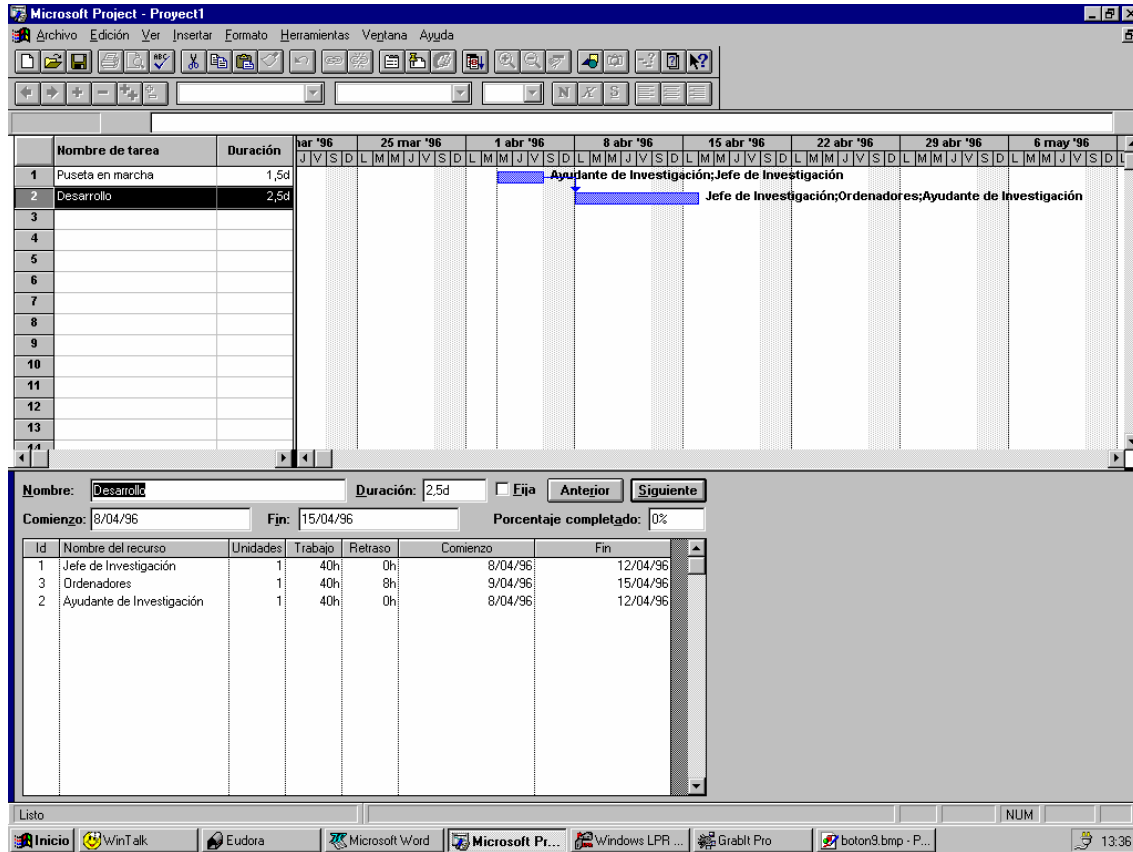 Microsoft Project - Proyect1
Archivo Edición Ver Insertar Formato Herramientas Ventana Ayuda
N K S
Nombre de tarea Duración
mar '96 25 mar '96 1 abr '96 8 abr '96 15 abr '96 22 abr '96 29 abr '96 6 may '96
J V S D L M M J V S D L M M J V S D L M M J V S D L M M J V S D L M M J V S D L M M J V S D L M M J V S D L
1 Puseta en marcha 1,5d Ayudante de Investigación;Jefe de Investigación
2 Desarrollo 2,5d Jefe de Investigación;Ordenadores;Ayudante de Investigación
3
4
5
6
7
8
9
10
11
12
13
14
Nombre: Desarrollo Duración: 2,5d Fija Anterior Siguiente
Comienzo: 8/04/96 Fin: 15/04/96 Porcentaje completado: 0%
Id Nombre del recurso Unidades Trabajo Retraso Comienzo Fin
1 Jefe de Investigación 1 40h 0h 8/04/96 12/04/96
3 Ordenadores 1 40h 8h 9/04/96 15/04/96
2 Ayudante de Investigación 1 40h 0h 8/04/96 12/04/96
Listo NUM
Inicio WinTalk Eudora Microsoft Word Microsoft Pr... Windows LPR ... GrabIt Pro boton9.bmp - P... 13:36